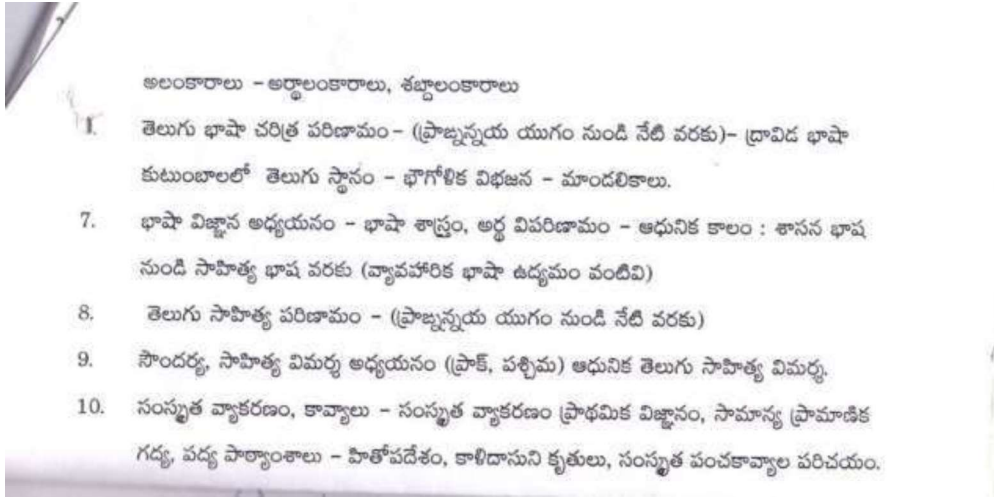 అలంకారాలు – అర్థాలంకారాలు, శబ్దాలంకారాలు
తెలుగు భాషా చరిత్ర పరిణామం – (ప్రాఙ్నన్నయ యుగం నుండి నేటి వరకు)– ద్రావిడ భాషా
కుటుంబాలలో తెలుగు స్థానం – భౌగోళిక విభజన – మాండలికాలు.
7. భాషా విజ్ఞాన అధ్యయనం – భాషా శాస్త్రం, అర్థ విపరిణామం – ఆధునిక కాలం : శాసన భాష
నుండి సాహిత్య భాష వరకు (వ్యావహారిక భాషా ఉద్యమం వంటివి)
8. తెలుగు సాహిత్య పరిణామం – (ప్రాఙ్నన్నయ యుగం నుండి నేటి వరకు)
9. సౌందర్య, సాహిత్య విమర్శ అధ్యయనం (ప్రాక్, పశ్చిమ) ఆధునిక తెలుగు సాహిత్య విమర్శ.
10. సంస్కృత వ్యాకరణం, కావ్యాలు – సంస్కృత వ్యాకరణం ప్రాథమిక విజ్ఞానం, సామాన్య ప్రామాణిక
గద్య, పద్య పాఠ్యాంశాలు – హితోపదేశం, కాళిదాసుని కృతులు, సంస్కృత పంచకావ్యాల పరిచయం.